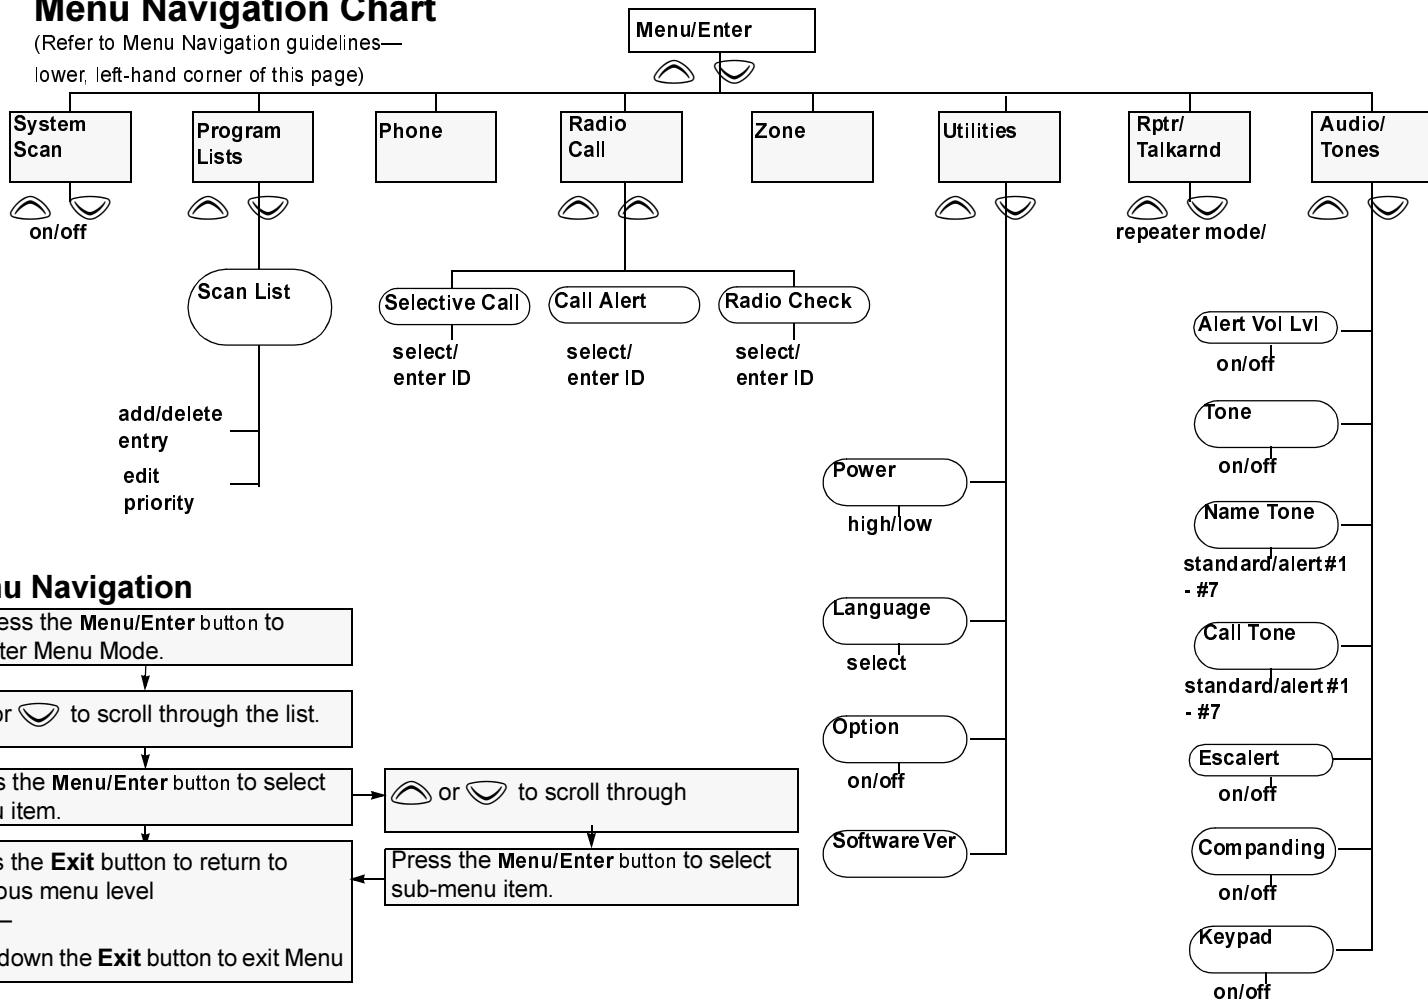 Menu Navigation Chart
(Refer to Menu Navigation guidelines—
lower, left-hand corner of this page)
Menu/Enter
System
Scan
on/off
Program
Lists
Scan List
add/delete
entry
edit
priority
Phone
Radio
Call
Selective Call
select/
enter ID
Call Alert
select/
enter ID
Radio Check
select/
enter ID
Zone
Utilities
Power
high/low
Language
select
Option
on/off
Software Ver
Rptr/
Talkarnd
repeater mode/
Audio/
Tones
Alert Vol Lvl
on/off
Tone
on/off
Name Tone
standard/alert #1
- #7
Call Tone
standard/alert #1
- #7
Escalert
on/off
Companding
on/off
Keypad
on/off
u Navigation
ess the Menu/Enter button to
ter Menu Mode.
or to scroll through the list.
s the Menu/Enter button to select
item.
or to scroll through
Press the Menu/Enter button to select
sub-menu item.
s the Exit button to return to
ous menu level
—
down the Exit button to exit Menu